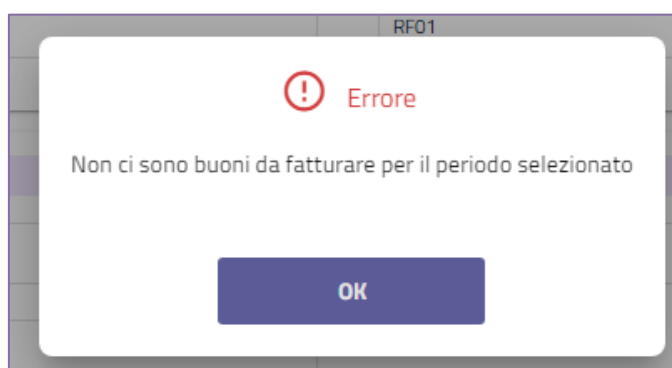 RF01
Errore
Non ci sono buoni da fatturare per il periodo selezionato
OK